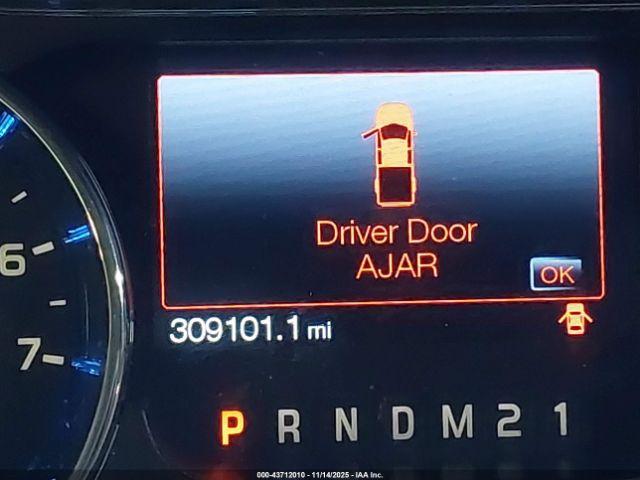 Driver Door
AJAR
OK
309101.1 mi
6
7
P R N D M 2 1
000-43712010 - 11/14/2025 - IAA Inc.